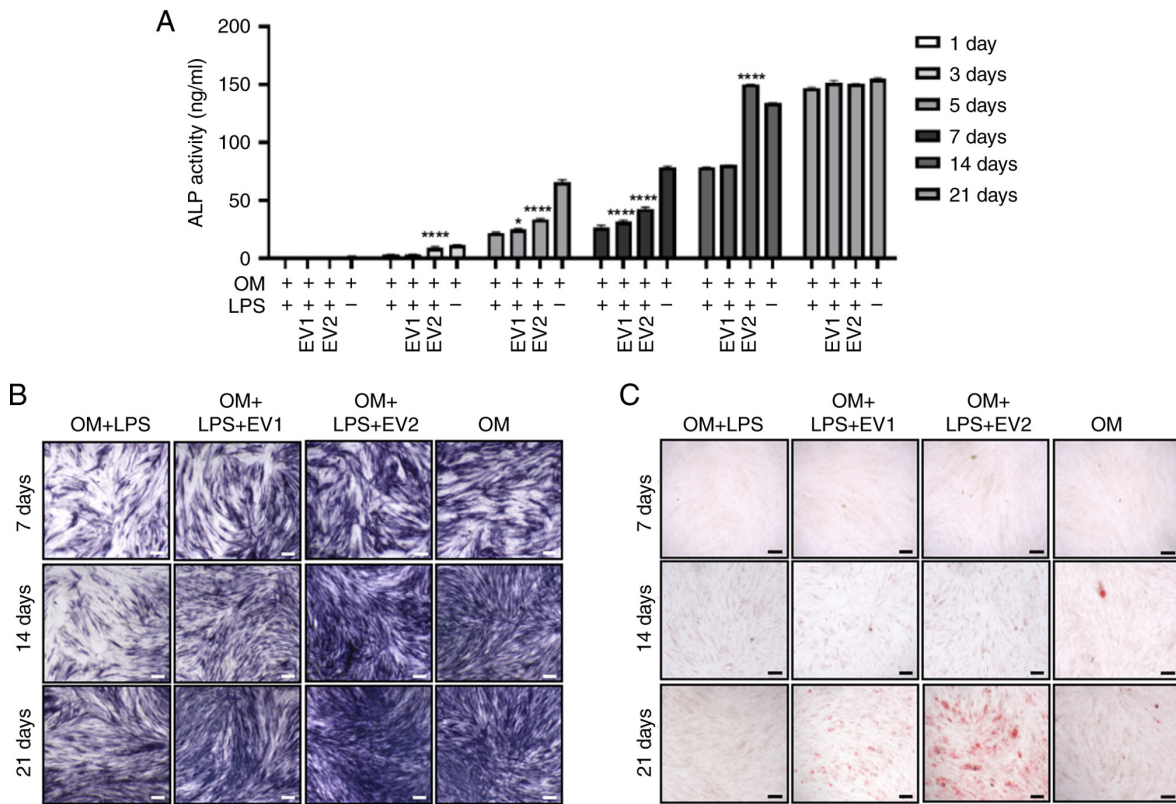 A
200
150
100
50
0
ALP activity (ng/ml)
1 day
3 days
5 days
7 days
14 days
21 days
****
* ****
**** ****
****
OM + + + + + + + + + + + + + + + + + + + + + + + +
LPS + + + − + + + − + + + − + + + − + + + − + + + −
EV1 EV2 EV1 EV2 EV1 EV2 EV1 EV2 EV1 EV2 EV1 EV2
B
OM+LPS
OM+
LPS+EV1
OM+
LPS+EV2
OM
7 days
14 days
21 days
C
OM+LPS
OM+
LPS+EV1
OM+
LPS+EV2
OM
7 days
14 days
21 days